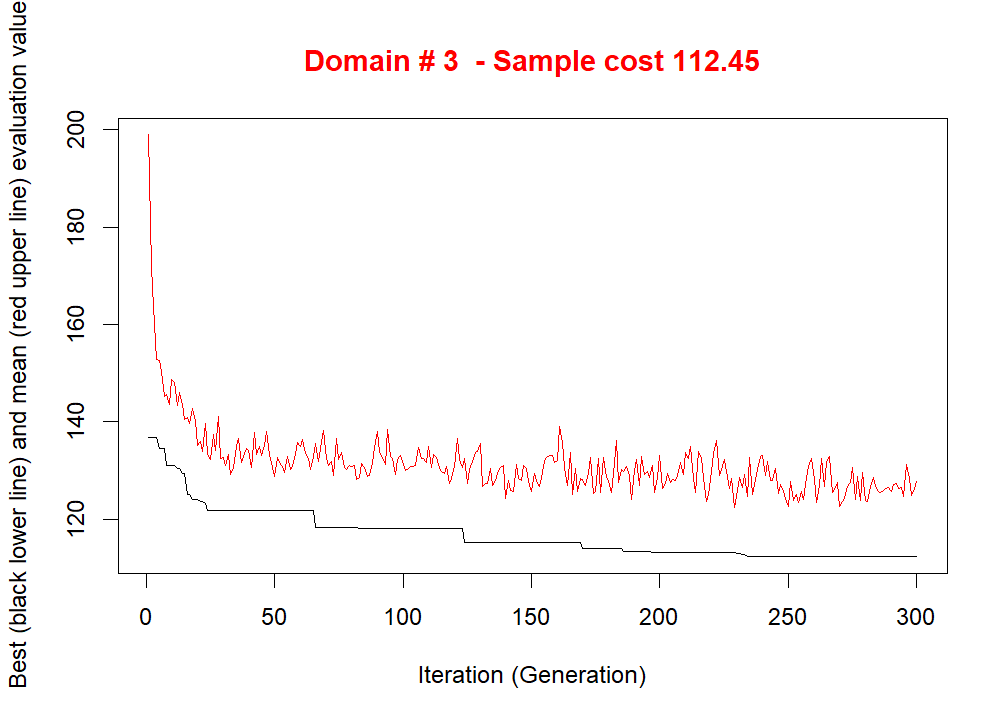 Domain # 3  - Sample cost 112.45
Best (black lower line) and mean (red upper line) evaluation value
200
180
160
140
120
0 50 100 150 200 250 300
Iteration (Generation)